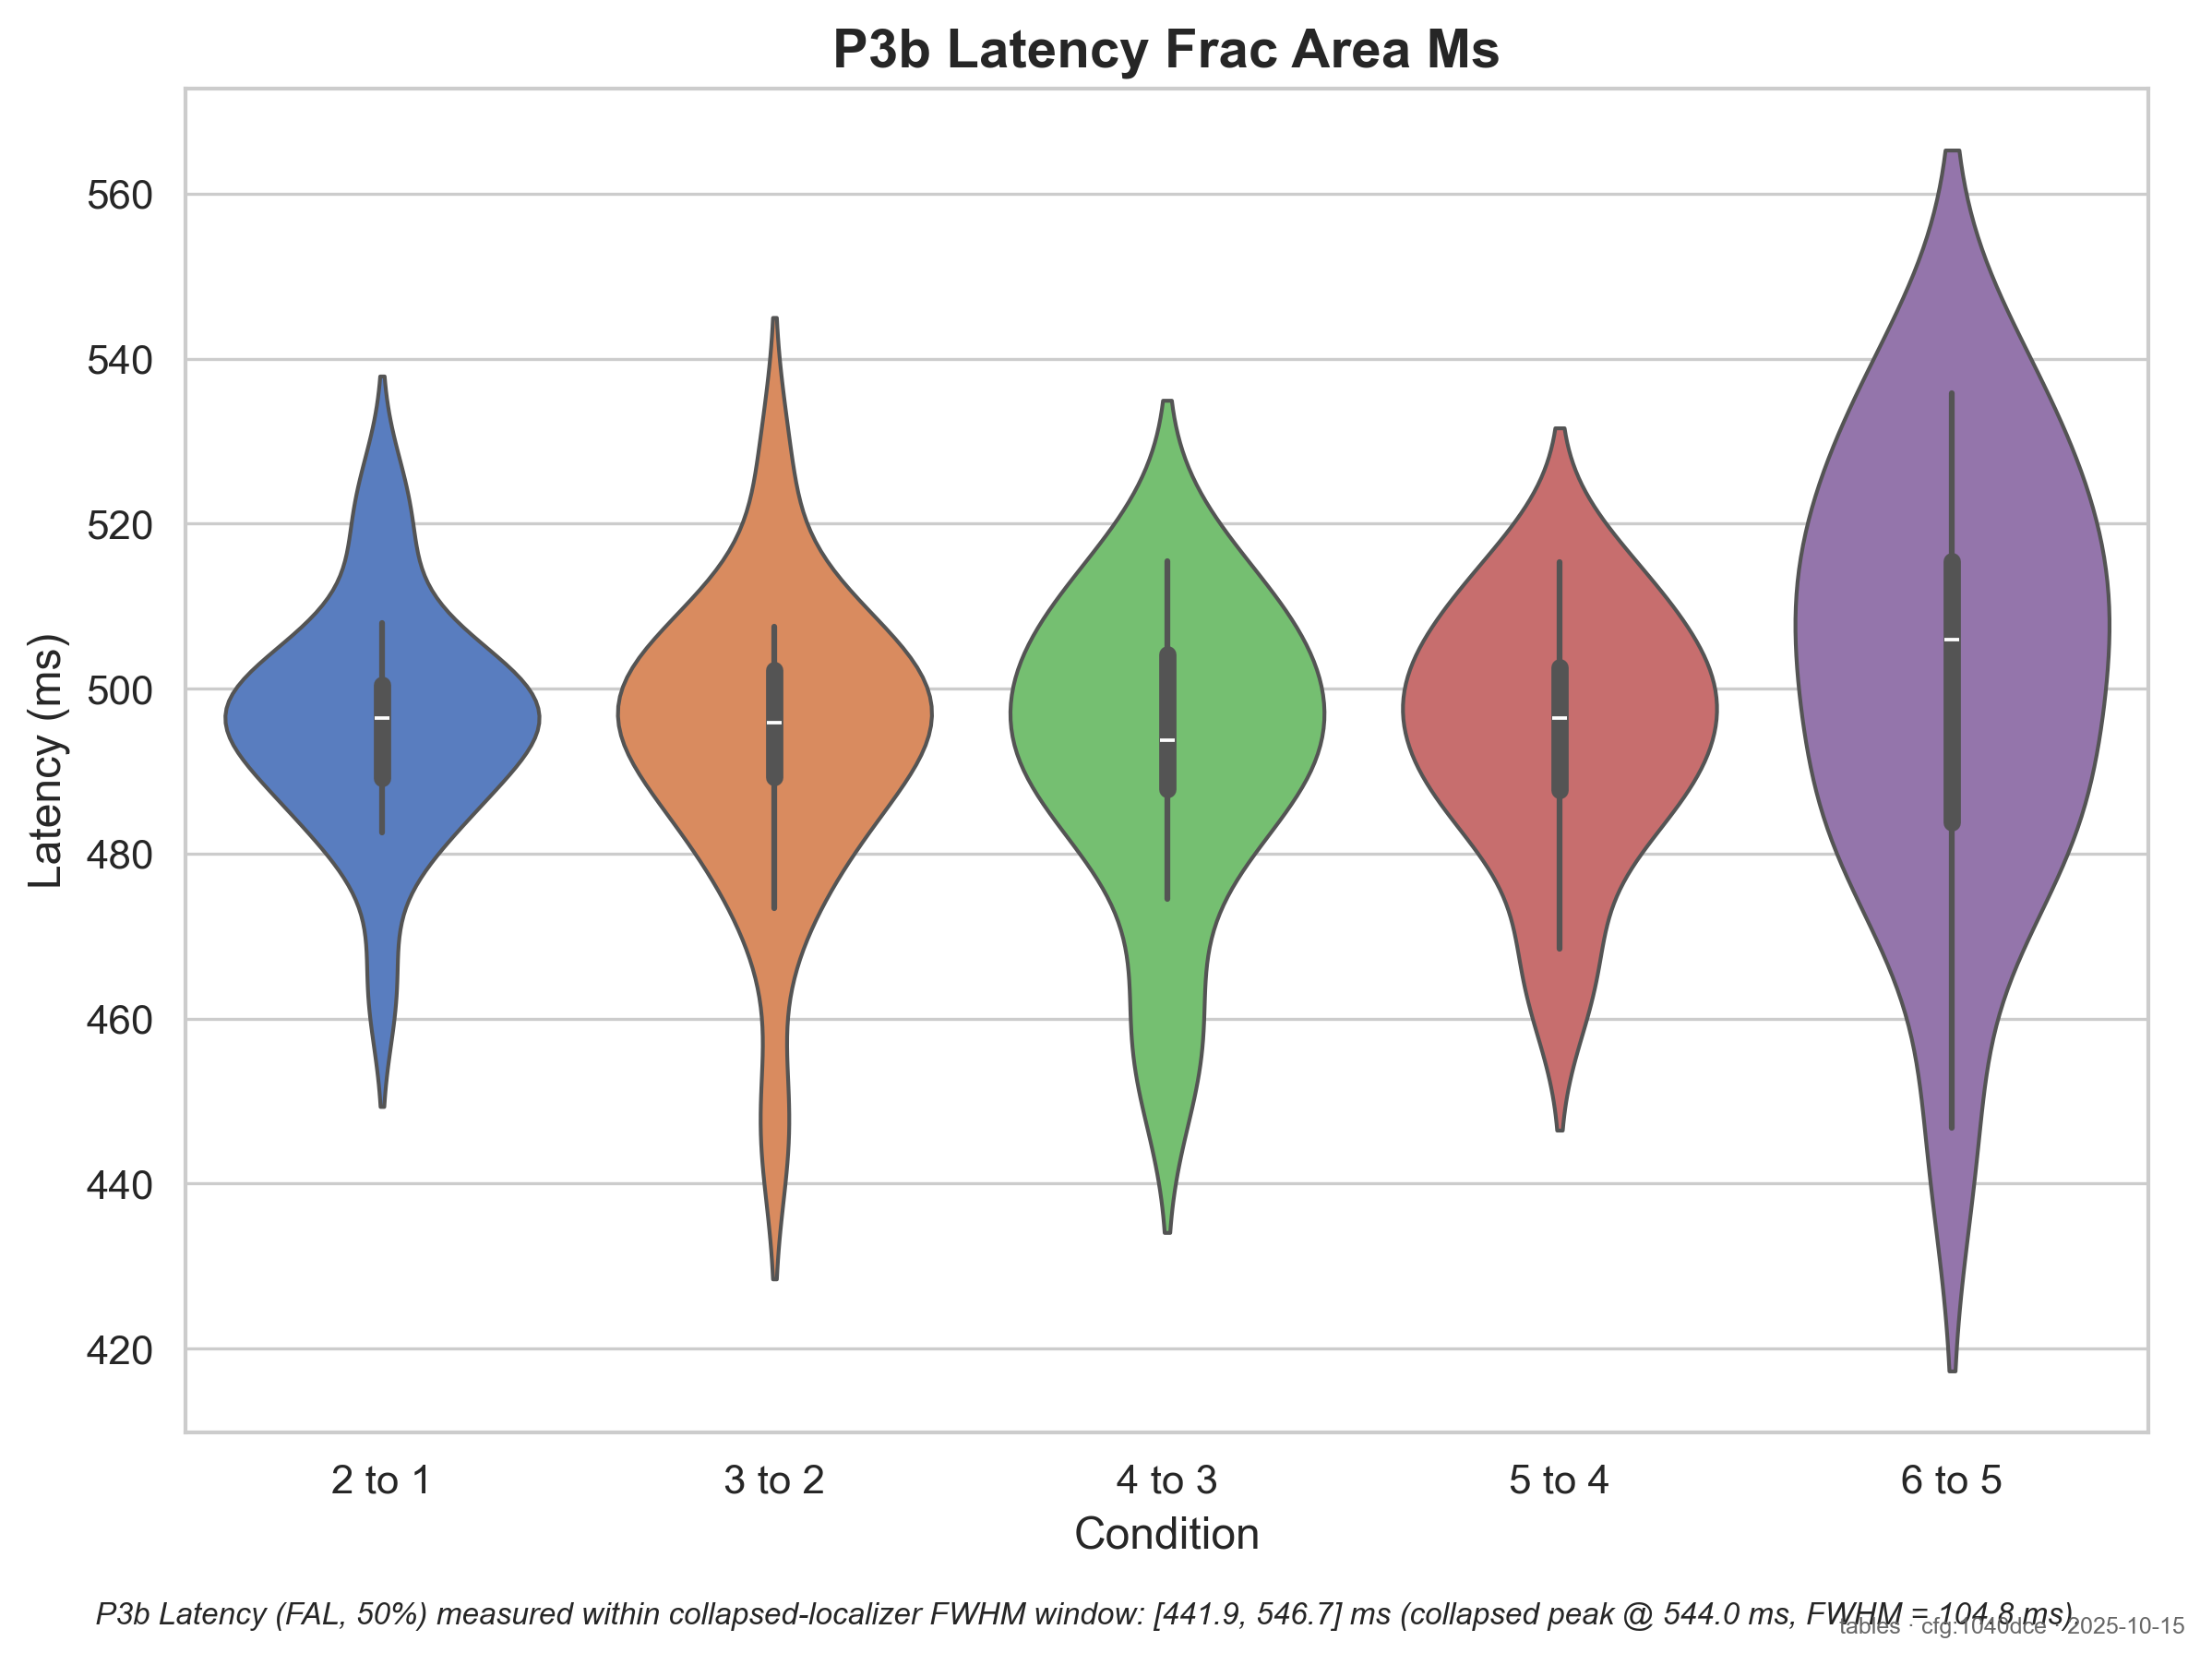 P3b Latency Frac Area Ms
Latency (ms)
560
540
520
500
480
460
440
420
2 to 1
3 to 2
4 to 3
5 to 4
6 to 5
Condition
P3b Latency (FAL, 50%) measured within collapsed-localizer FWHM window: [441.9, 546.7] ms (collapsed peak @ 544.0 ms, FWHM = 104.8 ms).
tables · cfg:1040dce · 2025-10-15